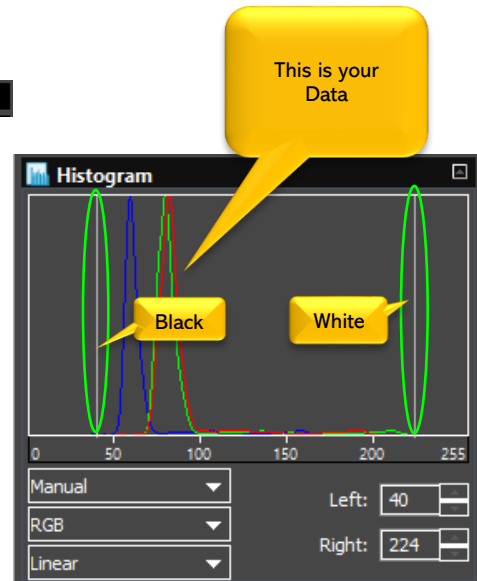 This is your
Data
Histogram
Black
White
0 50 100 150 200 255
Manual
Left: 40
RGB
Right: 224
Linear